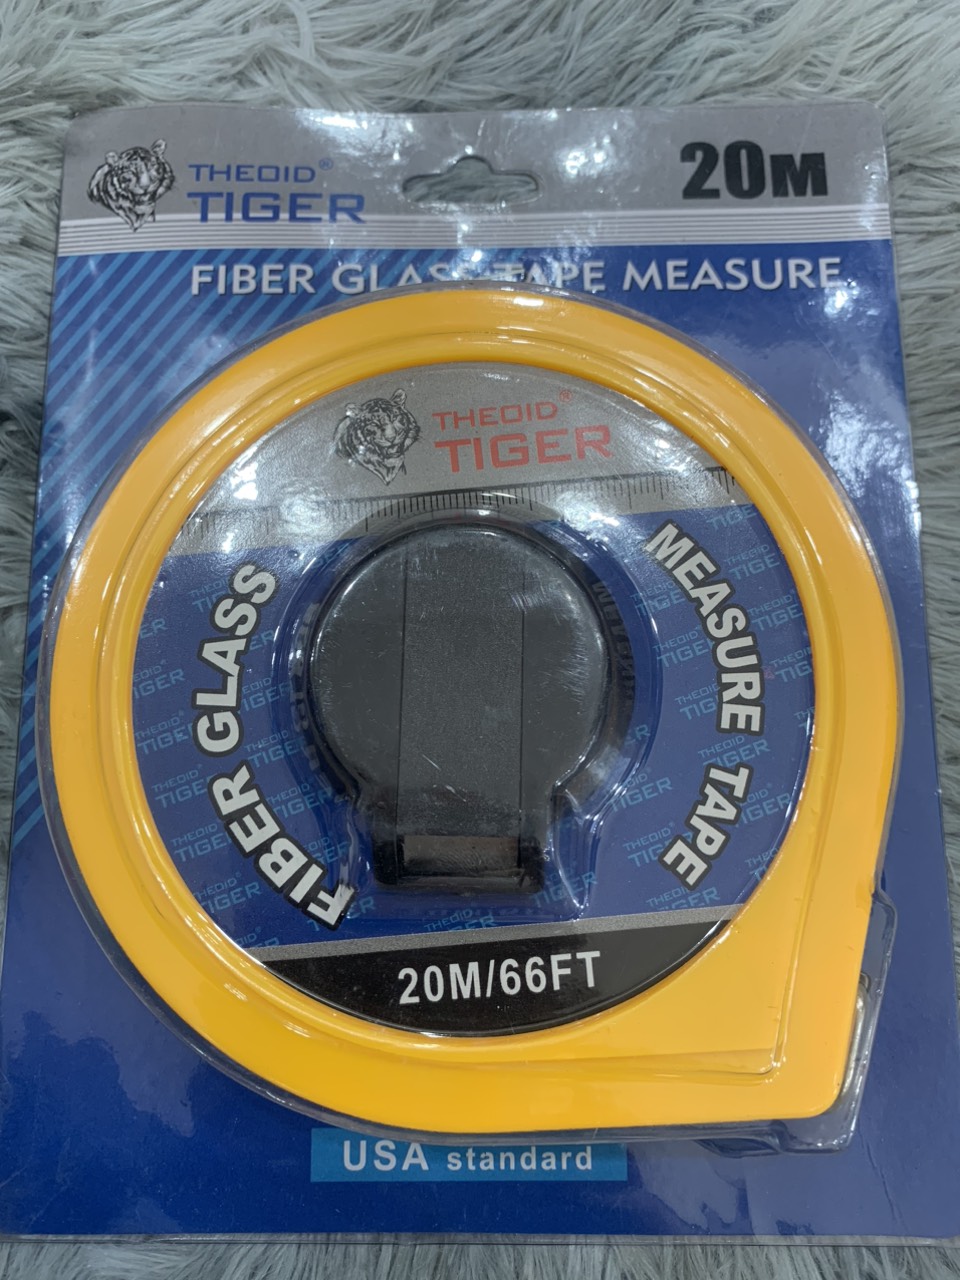 THEOID®
TIGER
20M
FIBER GLASS TAPE MEASURE
THEOID®
TIGER
FIBER GLASS
MEASURE TAPE
20M/66FT
USA standard